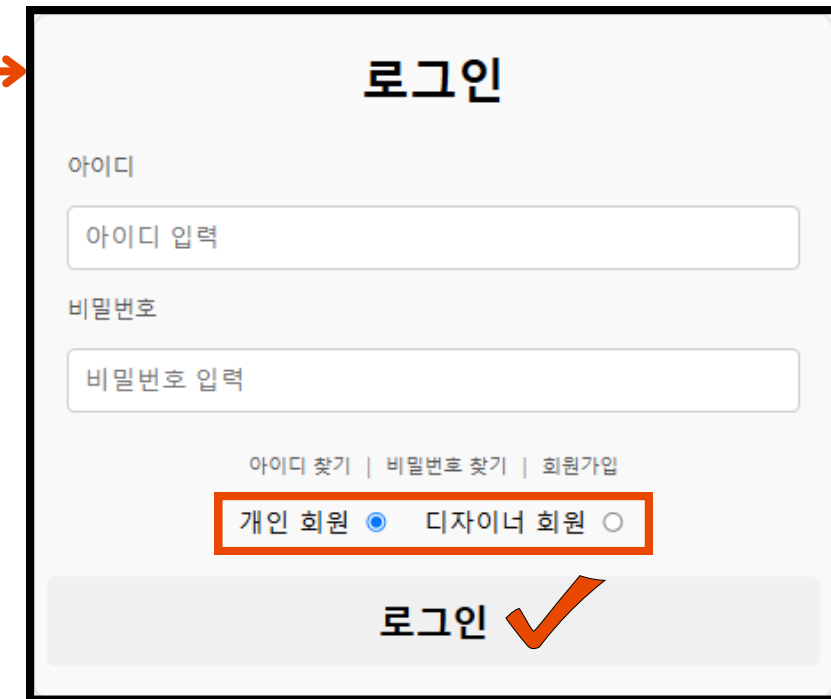 로그인
아이디
아이디 입력
비밀번호
비밀번호 입력
아이디 찾기 | 비밀번호 찾기 | 회원가입
개인 회원 디자이너 회원
로그인